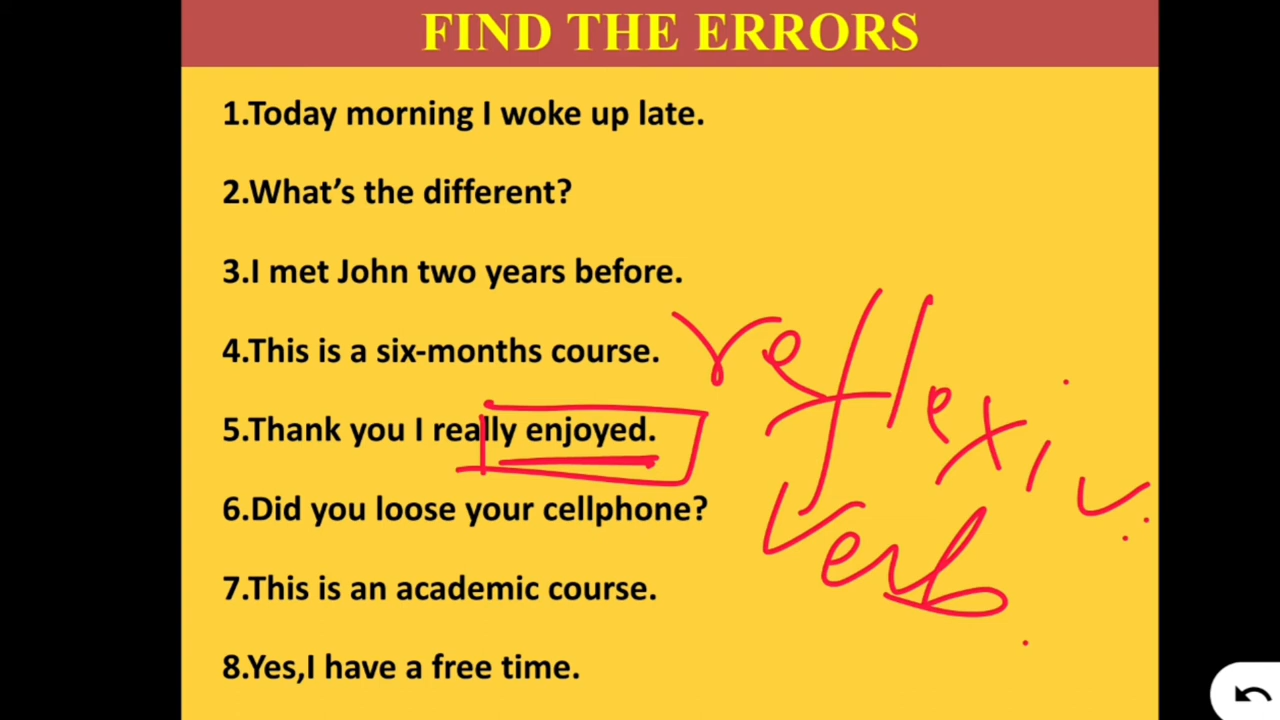 FIND THE ERRORS
1.Today morning I woke up late.
2.What's the different?
3.I met John two years before.
4.This is a six-months course.
5.Thank you I really enjoyed.
6.Did you loose your cellphone?
7.This is an academic course.
8.Yes,I have a free time.
reflexiv
verb